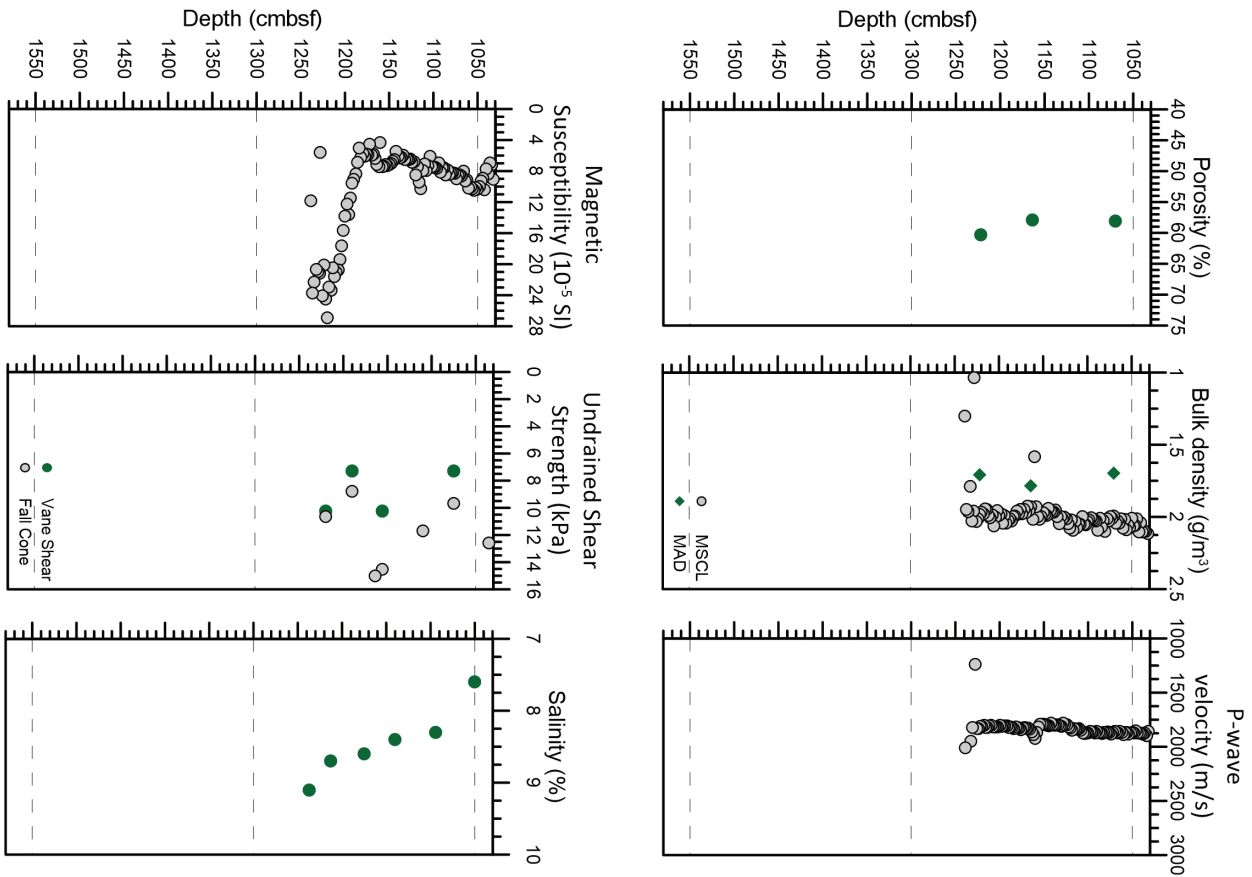 Depth (cmbsf)
1550 1500 1450 1400 1350 1300 1250 1200 1150 1100 1050
0 4 8 12 16 20 24 28
Magnetic
Susceptibility (10⁻⁵ SI)
0 2 4 6 8 10 12 14 16
Undrained Shear
Strength (kPa)
Vane Shear
Fall Cone
7 8 9 10
Salinity (%)
Depth (cmbsf)
1550 1500 1450 1400 1350 1300 1250 1200 1150 1100 1050
40 45 50 55 60 65 70 75
Porosity (%)
1 1.5 2 2.5
Bulk density (g/m³)
MSCL
MAD
1000 1500 2000 2500 3000
P-wave
velocity (m/s)